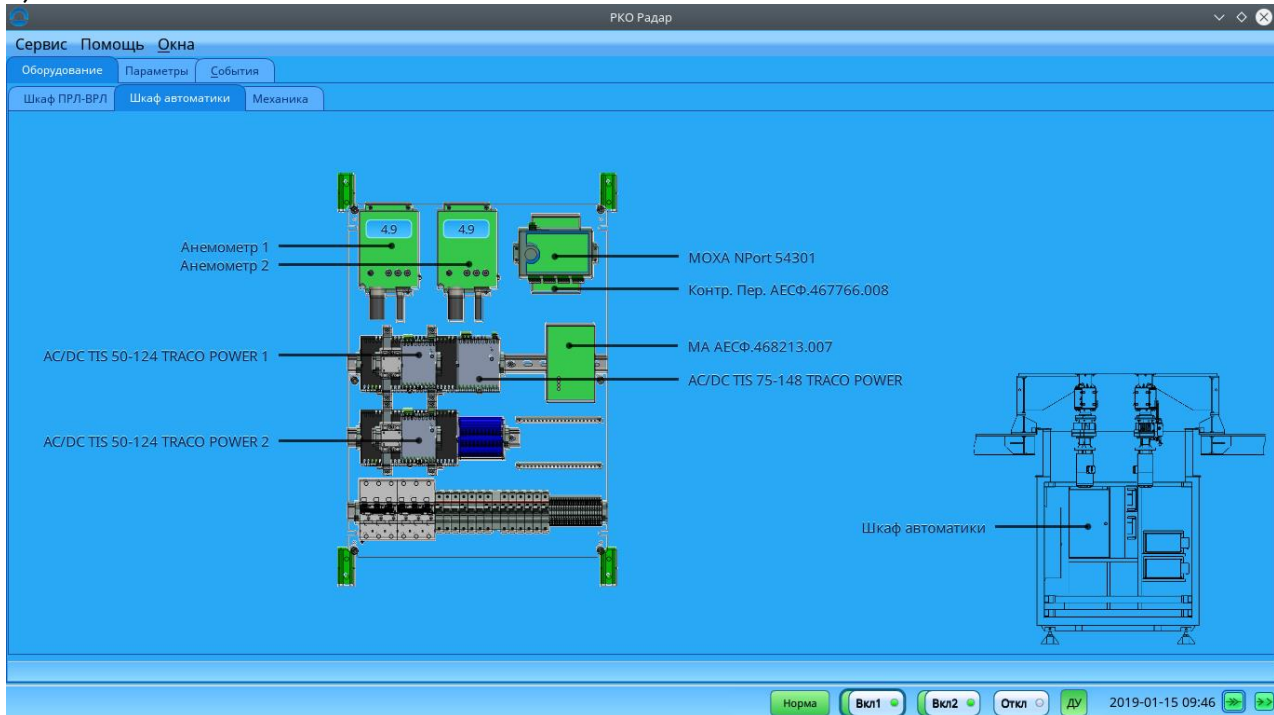 РКО Радар
Сервис Помощь Окна
Оборудование Параметры События
Шкаф ПРЛ-ВРЛ Шкаф автоматики Механика
4.9 4.9
Анемометр 1
Анемометр 2
MOXA NPort 54301
Контр. Пер. АЕСФ.467766.008
AC/DC TIS 50-124 TRACO POWER 1
МА АЕСФ.468213.007
AC/DC TIS 75-148 TRACO POWER
AC/DC TIS 50-124 TRACO POWER 2
Шкаф автоматики
Норма Вкл1 Вкл2 Откл ДУ 2019-01-15 09:46